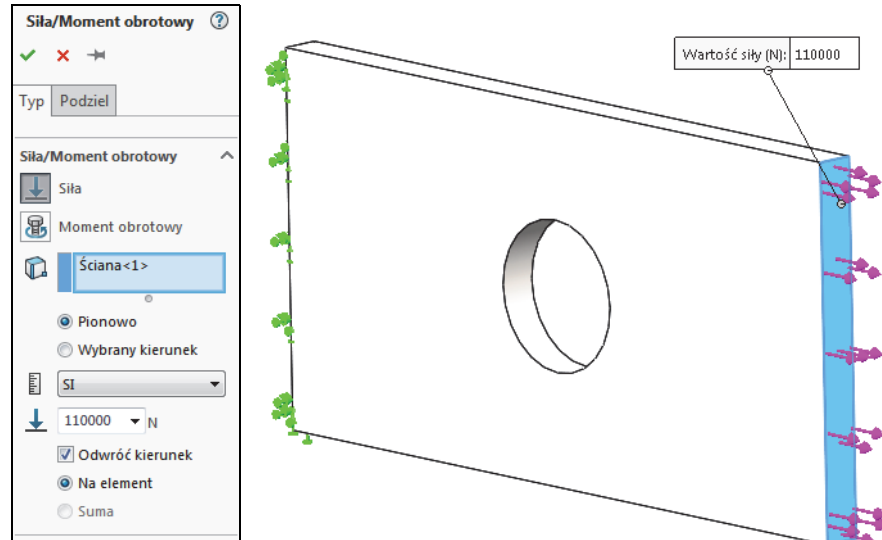 Siła/Moment obrotowy ?
Typ Podziel
Siła/Moment obrotowy
Siła
Moment obrotowy
Ściana<1>
Pionowo
Wybrany kierunek
SI
110000 N
Odwróć kierunek
Na element
Suma
Wartość siły (N): 110000